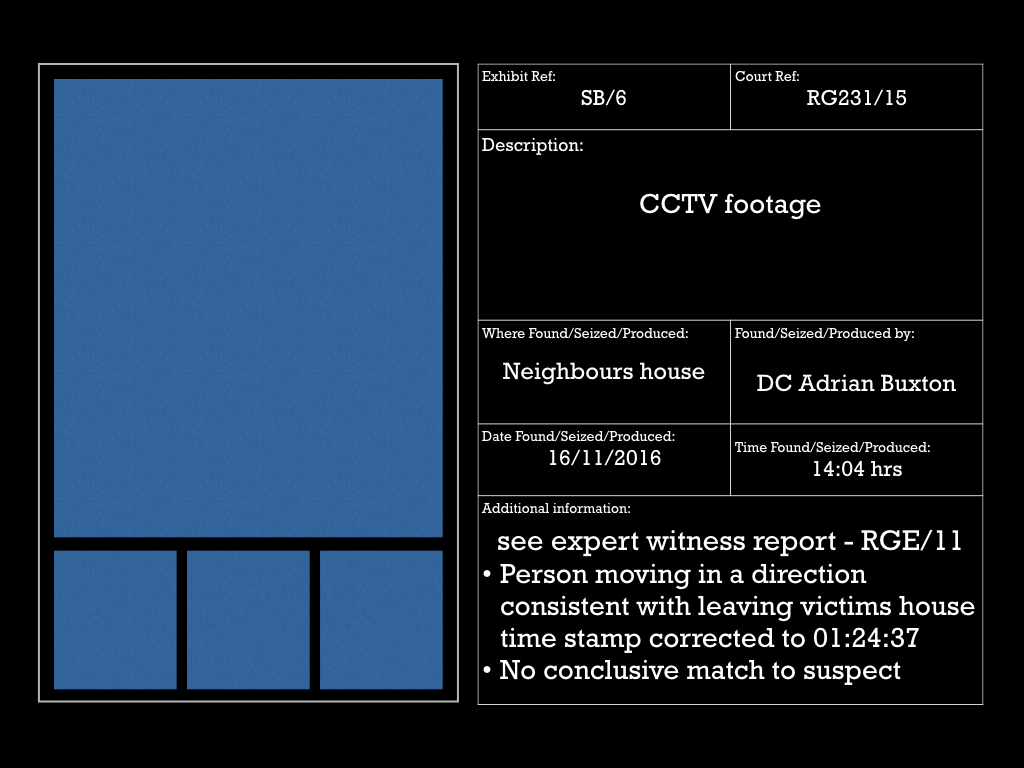 Exhibit Ref:
SB/6
Court Ref:
RG231/15
Description:
CCTV footage
Where Found/Seized/Produced:
Neighbours house
Found/Seized/Produced by:
DC Adrian Buxton
Date Found/Seized/Produced:
16/11/2016
Time Found/Seized/Produced:
14:04 hrs
Additional information:
see expert witness report - RGE/11
• Person moving in a direction
consistent with leaving victims house
time stamp corrected to 01:24:37
• No conclusive match to suspect